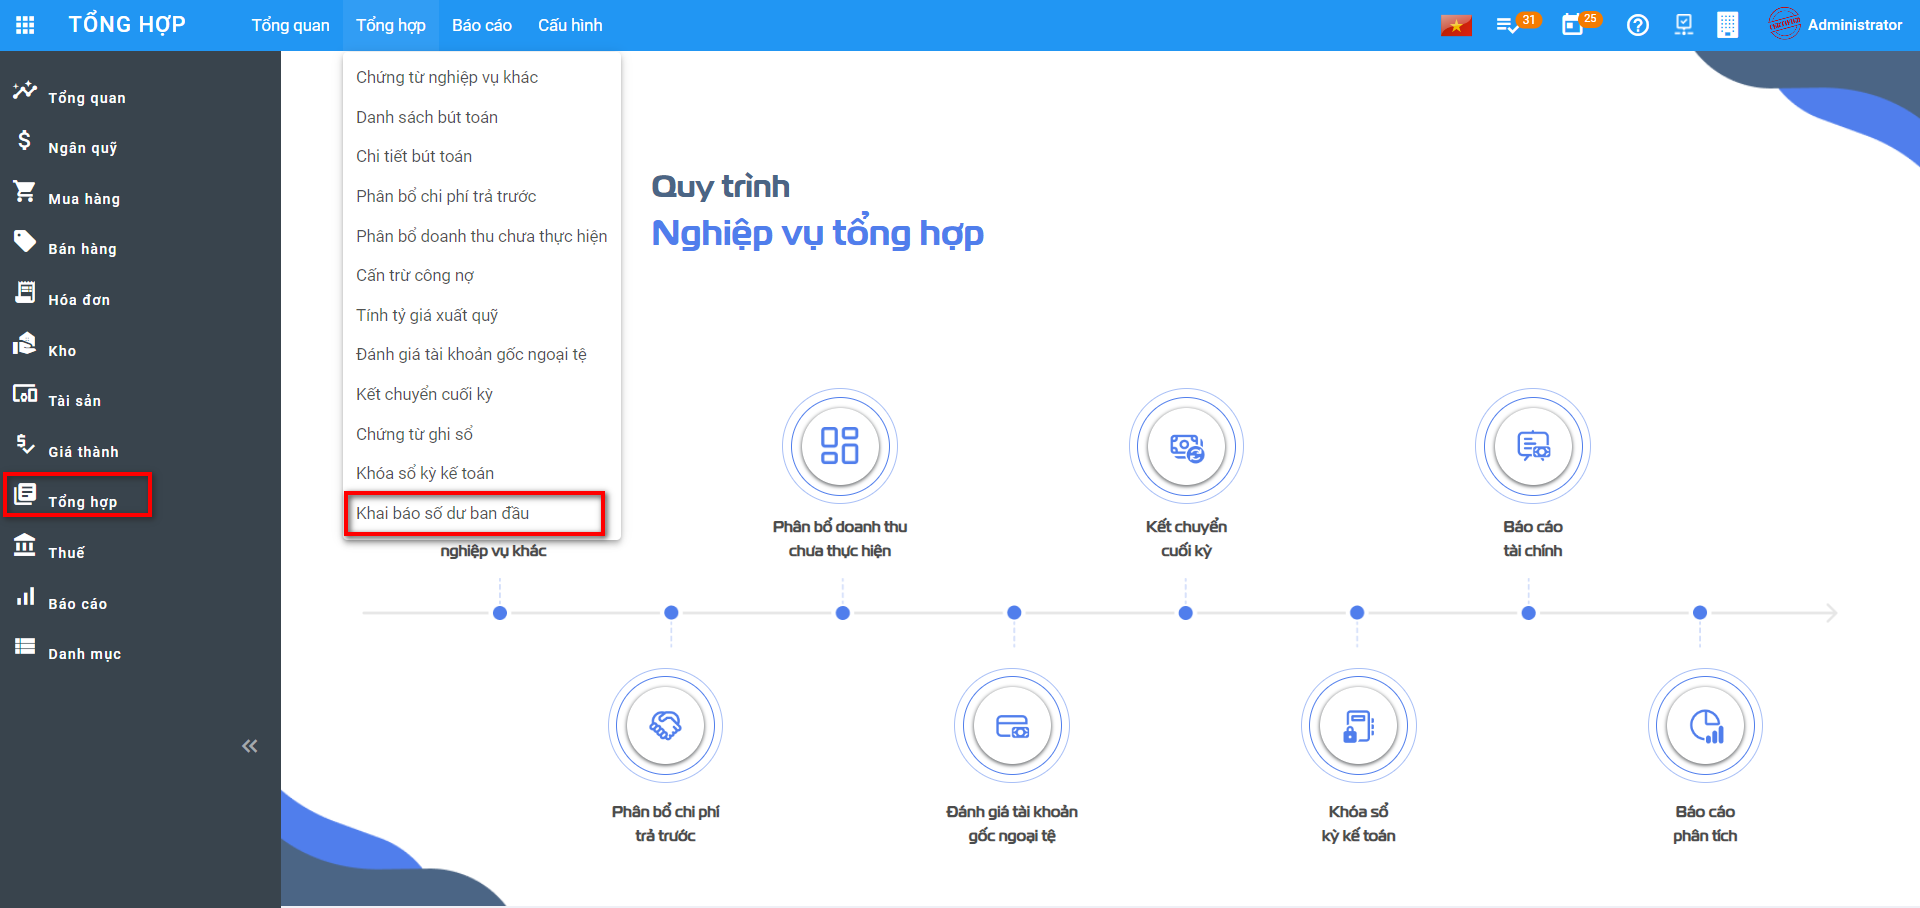 TỔNG HỢP
Tổng quan
Tổng hợp
Báo cáo
Cấu hình
31
25
Administrator
Tổng quan
Ngân quỹ
Mua hàng
Bán hàng
Hóa đơn
Kho
Tài sản
Giá thành
Tổng hợp
Thuế
Báo cáo
Danh mục
Chứng từ nghiệp vụ khác
Danh sách bút toán
Chi tiết bút toán
Phân bổ chi phí trả trước
Phân bổ doanh thu chưa thực hiện
Cấn trừ công nợ
Tính tỷ giá xuất quỹ
Đánh giá tài khoản gốc ngoại tệ
Kết chuyển cuối kỳ
Chứng từ ghi sổ
Khóa sổ kỳ kế toán
Khai báo số dư ban đầu
Quy trình
Nghiệp vụ tổng hợp
nghiệp vụ khác
Phân bổ doanh thu
chưa thực hiện
Kết chuyển
cuối kỳ
Báo cáo
tài chính
Phân bổ chi phí
trả trước
Đánh giá tài khoản
gốc ngoại tệ
Khóa sổ
kỳ kế toán
Báo cáo
phân tích